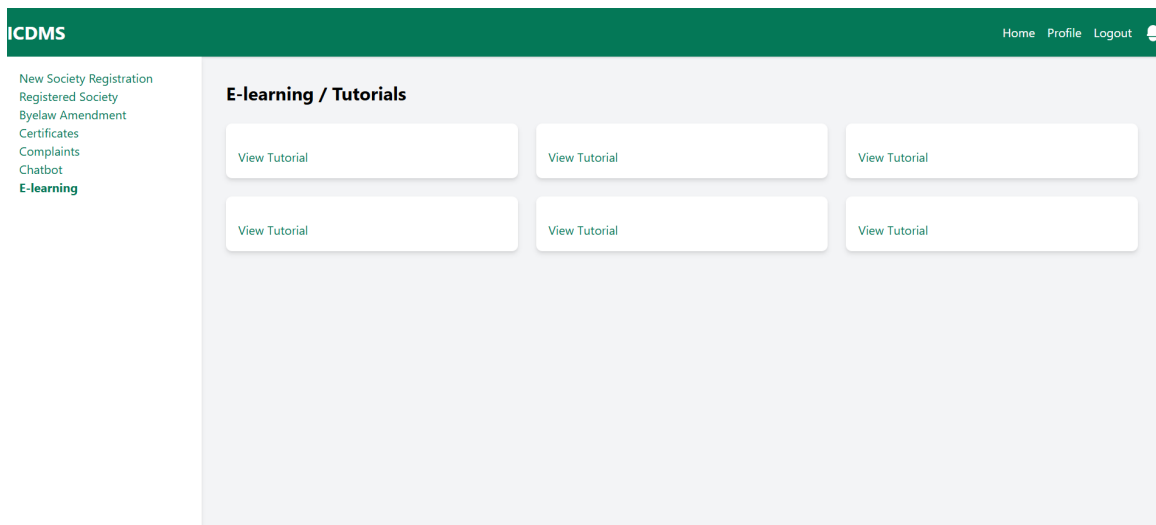 ICDMS
Home Profile Logout
New Society Registration
Registered Society
Byelaw Amendment
Certificates
Complaints
Chatbot
E-learning
E-learning / Tutorials
View Tutorial
View Tutorial
View Tutorial
View Tutorial
View Tutorial
View Tutorial